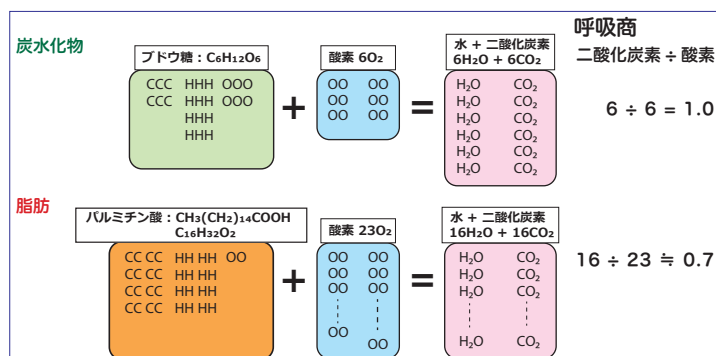 呼吸商
二酸化炭素 ÷ 酸素
炭水化物
ブドウ糖：C₆H₁₂O₆
酸素 6O₂
水 + 二酸化炭素
6H₂O + 6CO₂
CCC HHH OOO
CCC HHH OOO
HHH
HHH
+
OO OO
OO OO
OO OO
=
H₂O CO₂
H₂O CO₂
H₂O CO₂
H₂O CO₂
H₂O CO₂
H₂O CO₂
6 ÷ 6 = 1.0
脂肪
パルミチン酸：CH₃(CH₂)₁₄COOH
C₁₆H₃₂O₂
酸素 23O₂
水 + 二酸化炭素
16H₂O + 16CO₂
CC CC HH HH OO
CC CC HH HH
CC CC HH HH
CC CC HH HH
+
OO OO
OO OO
OO OO
OO
OO
=
H₂O CO₂
H₂O CO₂
H₂O CO₂
H₂O CO₂
16 ÷ 23 ≒ 0.7